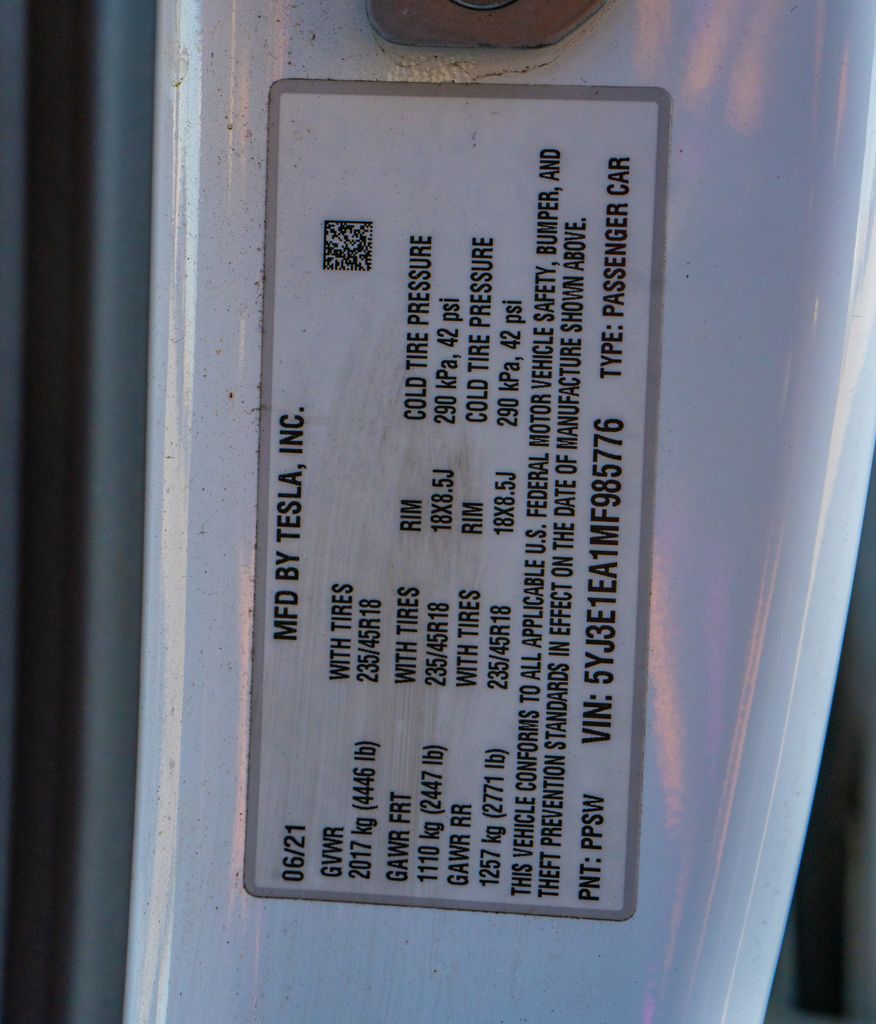 06/21 MFD BY TESLA, INC.
GVWR WITH TIRES
2017 kg (4446 lb) 235/45R18
GAWR FRT WITH TIRES RIM COLD TIRE PRESSURE
1110 kg (2447 lb) 235/45R18 18X8.5J 290 kPa, 42 psi
GAWR RR WITH TIRES RIM COLD TIRE PRESSURE
1257 kg (2771 lb) 235/45R18 18X8.5J 290 kPa, 42 psi
THIS VEHICLE CONFORMS TO ALL APPLICABLE U.S. FEDERAL MOTOR VEHICLE SAFETY, BUMPER, AND
THEFT PREVENTION STANDARDS IN EFFECT ON THE DATE OF MANUFACTURE SHOWN ABOVE.
PNT: PPSW VIN: 5YJ3E1EA1MF985776 TYPE: PASSENGER CAR